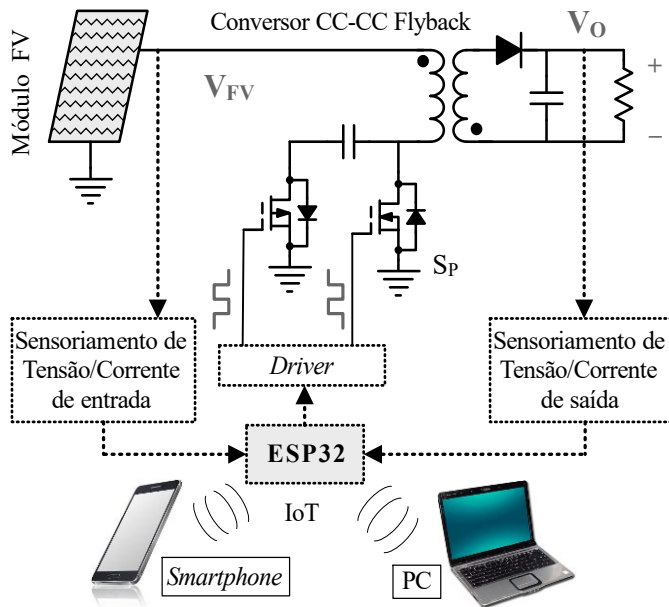 Conversor CC-CC Flyback
Módulo FV
V_FV
V_O
+
−
S_P
Sensoriamento de
Tensão/Corrente
de entrada
Driver
Sensoriamento de
Tensão/Corrente
de saída
ESP32
IoT
Smartphone
PC